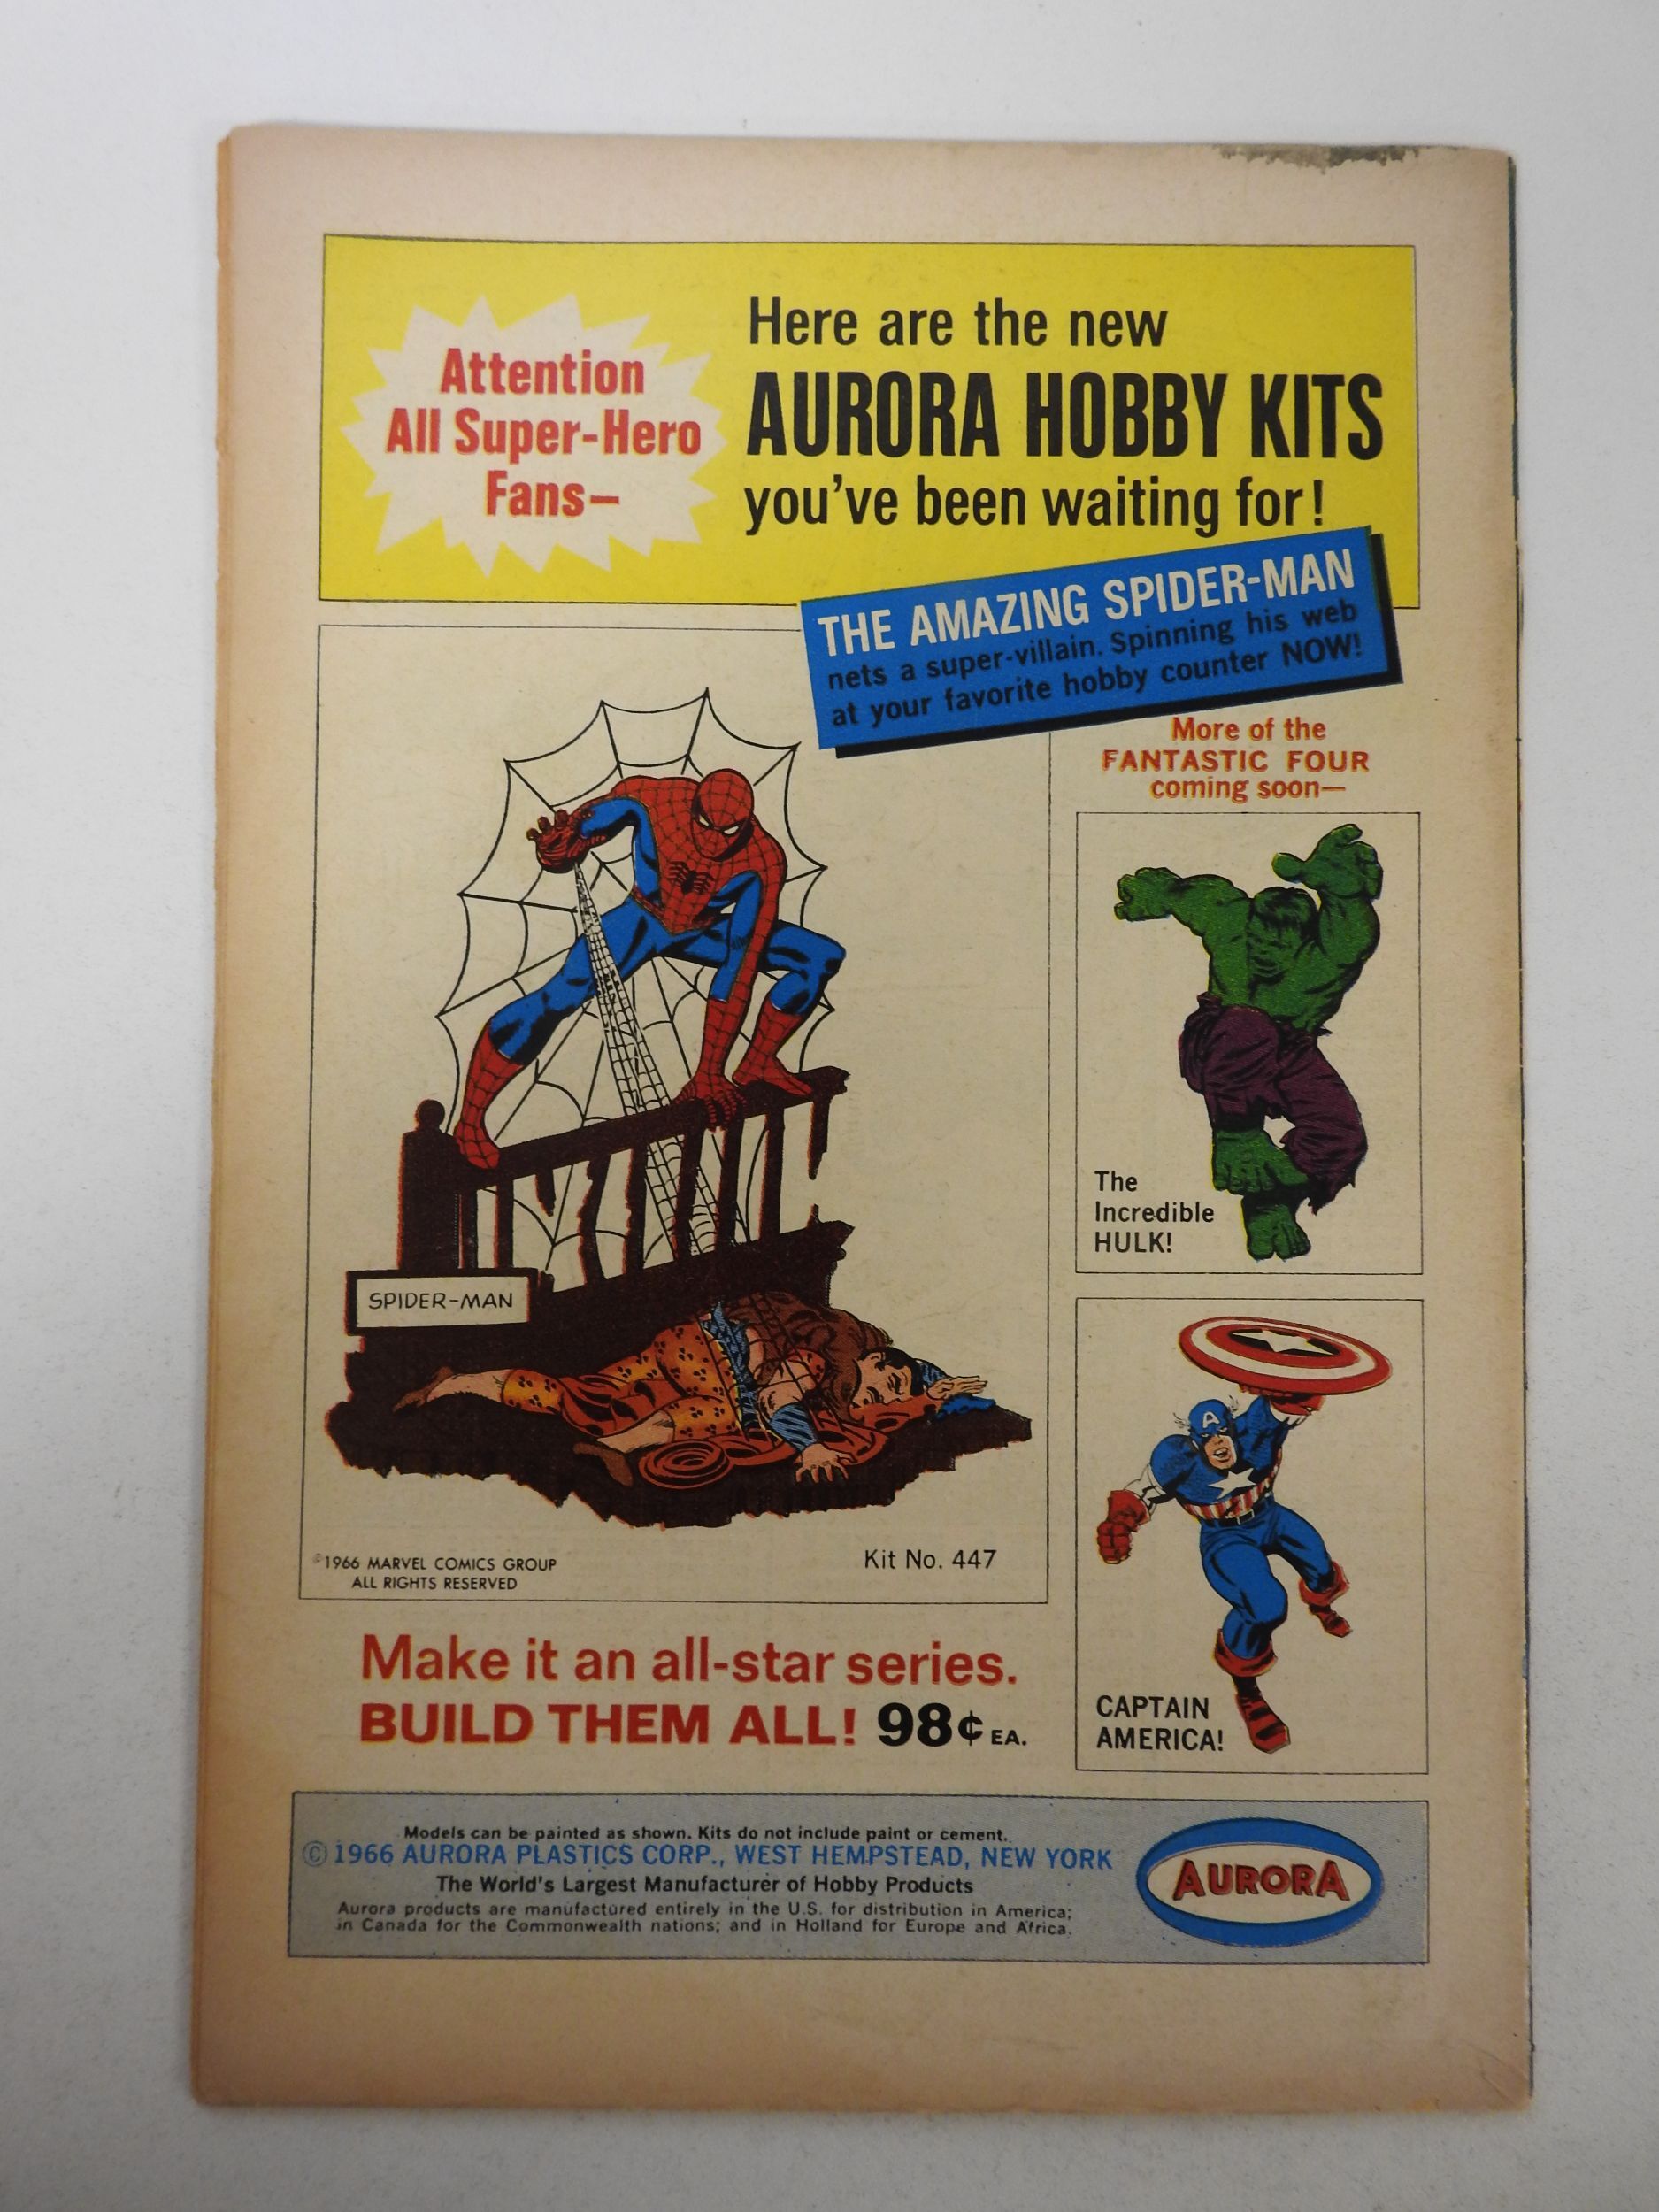 Attention
All Super-Hero
Fans—
Here are the new
AURORA HOBBY KITS
you've been waiting for!
THE AMAZING SPIDER-MAN
nets a super-villain. Spinning his web
at your favorite hobby counter NOW!
More of the
FANTASTIC FOUR
coming soon—
The
Incredible
HULK!
SPIDER-MAN
©1966 MARVEL COMICS GROUP
ALL RIGHTS RESERVED
Kit No. 447
A
CAPTAIN
AMERICA!
Make it an all-star series.
BUILD THEM ALL! 98¢ EA.
Models can be painted as shown. Kits do not include paint or cement.
© 1966 AURORA PLASTICS CORP., WEST HEMPSTEAD, NEW YORK
The World's Largest Manufacturer of Hobby Products
Aurora products are manufactured entirely in the U.S. for distribution in America;
in Canada for the Commonwealth nations; and in Holland for Europe and Africa.
AURORA